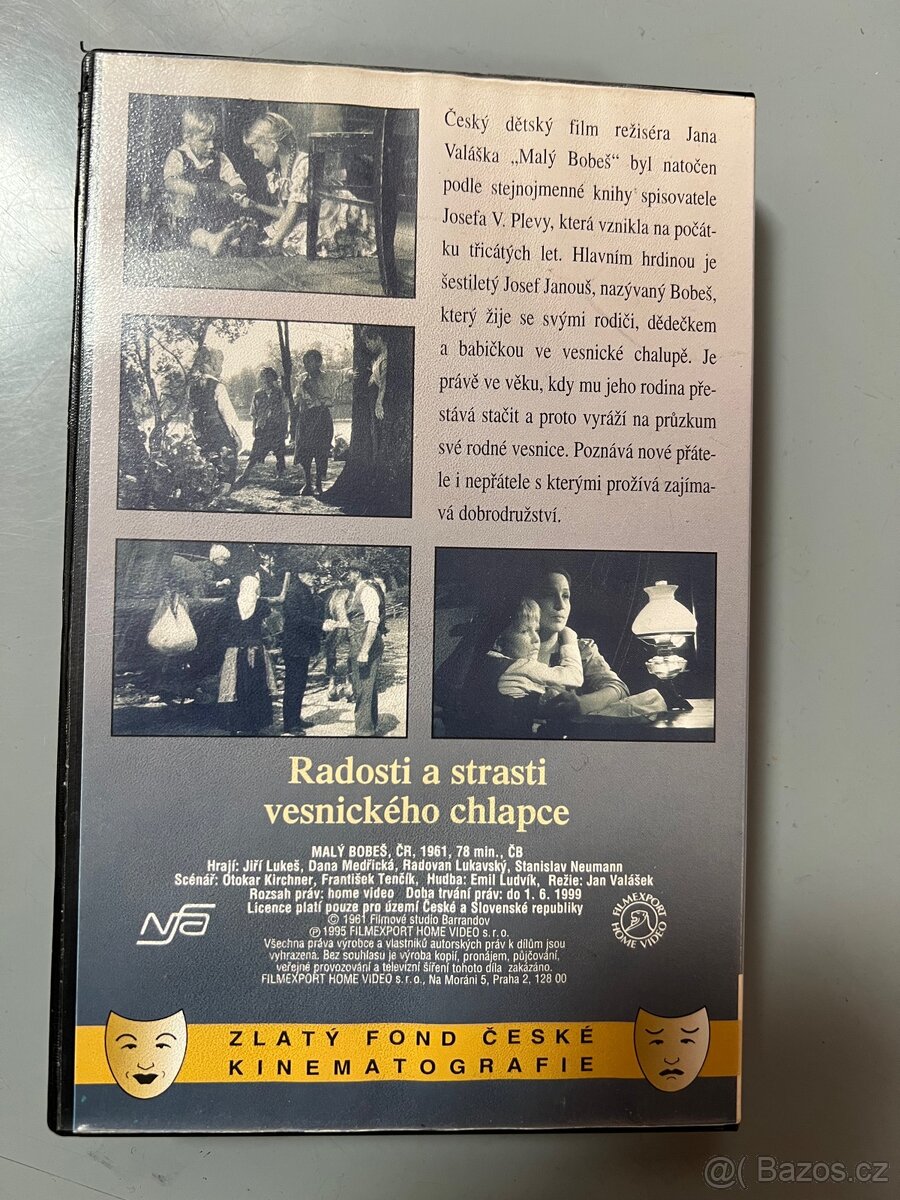 Český dětský film režiséra Jana
Valáška „Malý Bobeš“ byl natočen
podle stejnojmenné knihy spisovatele
Josefa V. Plevy, která vznikla na počát-
ku třicátých let. Hlavním hrdinou je
šestiletý Josef Janouš, nazývaný Bobeš,
který žije se svými rodiči, dědečkem
a babičkou ve vesnické chalupě. Je
právě ve věku, kdy mu jeho rodina pře-
stává stačit a proto vyráží na průzkum
své rodné vesnice. Poznává nové přáte-
le i nepřátele s kterými prožívá zajíma-
vá dobrodružství.
Radosti a strasti
vesnického chlapce
MALÝ BOBEŠ, ČR, 1961, 78 min., ČB
Hrají: Jiří Lukeš, Dana Medřická, Radovan Lukavský, Stanislav Neumann
Scénář: Otokar Kirchner, František Tenčík, Hudba: Emil Ludvík, Režie: Jan Valášek
Rozsah práv: home video Doba trvání práv: do 1. 6. 1999
Licence platí pouze pro území České a Slovenské republiky
© 1961 Filmové studio Barrandov
℗ 1995 FILMEXPORT HOME VIDEO s. r. o.
Všechna práva výrobce a vlastníků autorských práv k dílům jsou
vyhrazena. Bez souhlasu je výroba kopií, pronájem, půjčování,
veřejné provozování a televizní šíření tohoto díla zakázáno.
FILMEXPORT HOME VIDEO s. r. o., Na Moráni 5, Praha 2, 128 00
NFA
FILMEXPORT
HOME VIDEO
ZLATÝ FOND ČESKÉ
KINEMATOGRAFIE
@( Bazos.cz